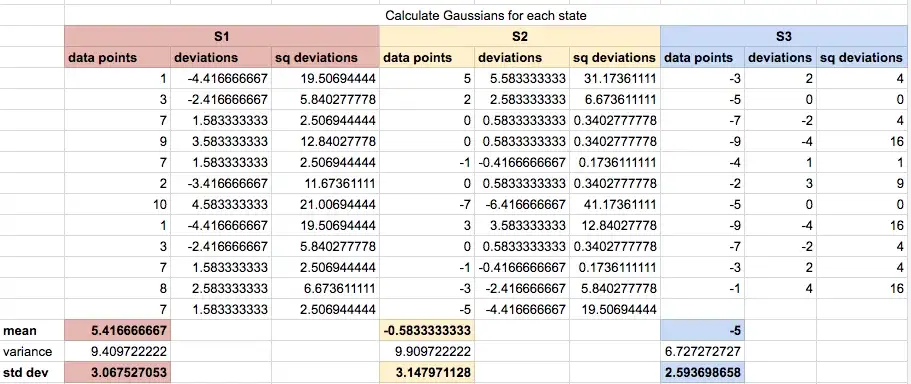 Calculate Gaussians for each state
S1 S2 S3
data points deviations sq deviations data points deviations sq deviations data points deviations sq deviations
1 -4.416666667 19.50694444 5 5.583333333 31.17361111 -3 2 4
3 -2.416666667 5.840277778 2 2.583333333 6.673611111 -5 0 0
7 1.583333333 2.506944444 0 0.5833333333 0.3402777778 -7 -2 4
9 3.583333333 12.84027778 0 0.5833333333 0.3402777778 -9 -4 16
7 1.583333333 2.506944444 -1 -0.4166666667 0.1736111111 -4 1 1
2 -3.416666667 11.67361111 0 0.5833333333 0.3402777778 -2 3 9
10 4.583333333 21.00694444 -7 -6.416666667 41.17361111 -5 0 0
1 -4.416666667 19.50694444 3 3.583333333 12.84027778 -9 -4 16
3 -2.416666667 5.840277778 0 0.5833333333 0.3402777778 -7 -2 4
7 1.583333333 2.506944444 -1 -0.4166666667 0.1736111111 -3 2 4
8 2.583333333 6.673611111 -3 -2.416666667 5.840277778 -1 4 16
7 1.583333333 2.506944444 -5 -4.416666667 19.50694444
mean 5.416666667 -0.5833333333 -5
variance 9.409722222 9.909722222 6.727272727
std dev 3.067527053 3.147971128 2.593698658